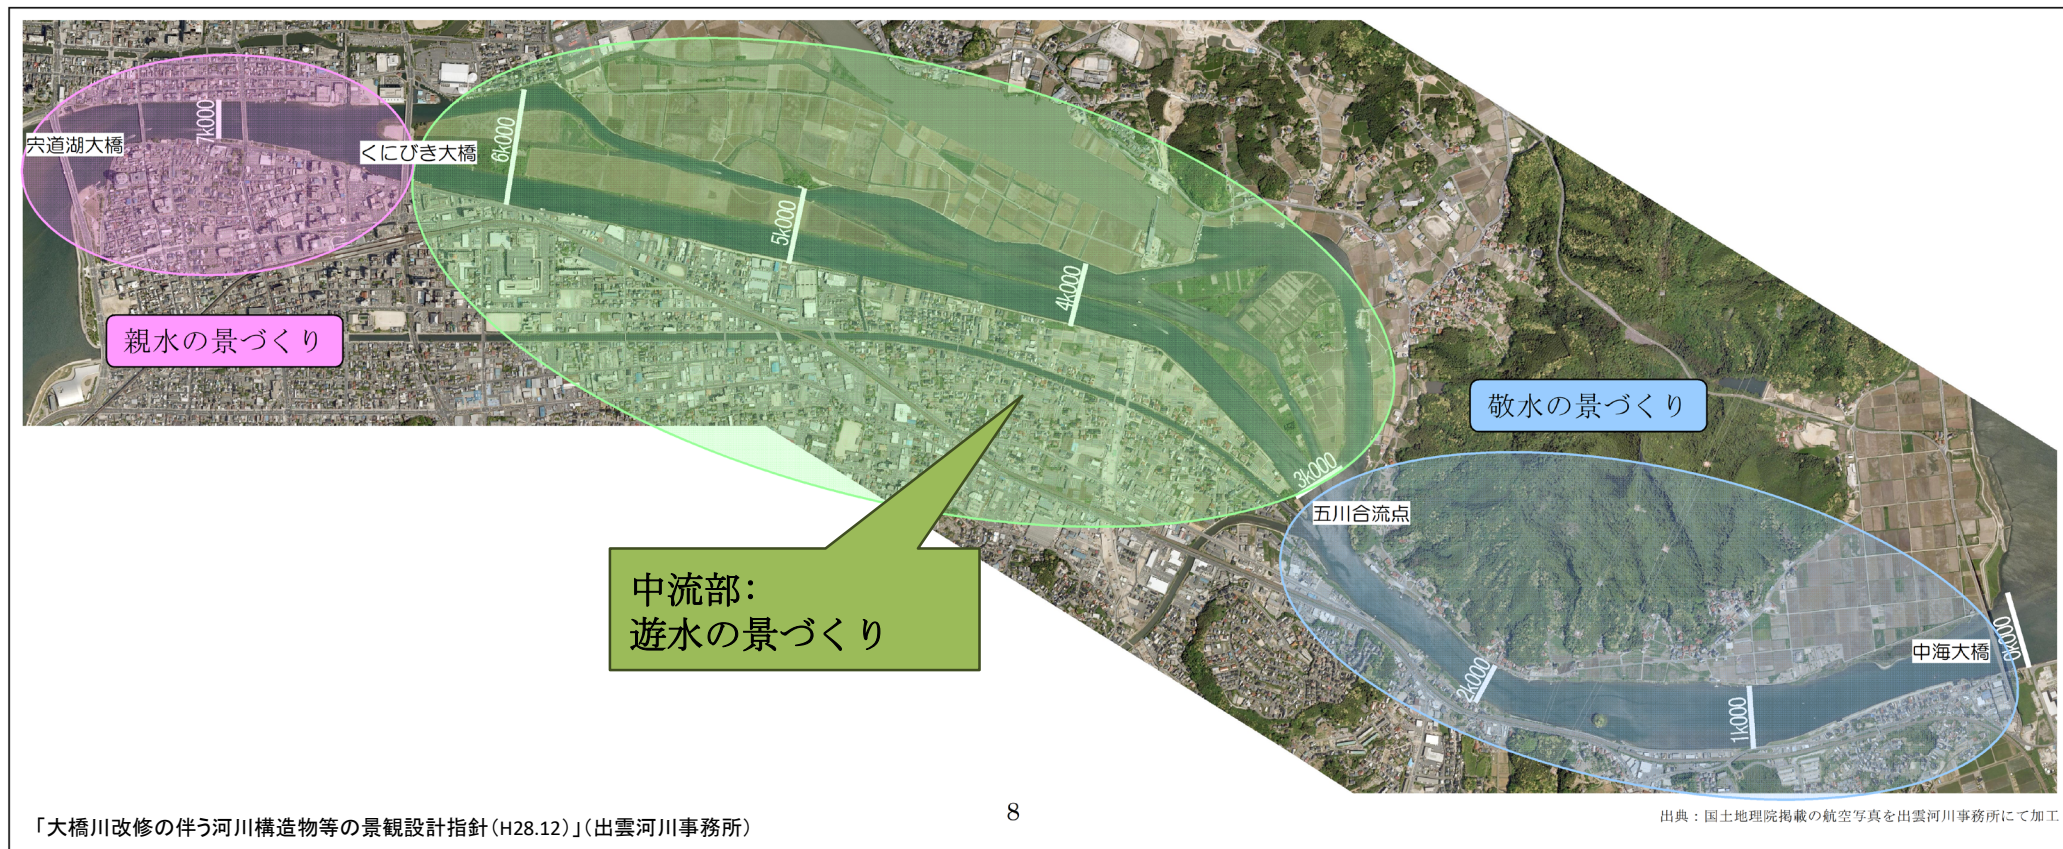 宍道湖大橋
7k000
くにびき大橋
6k000
5k000
4k000
3k000
親水の景づくり
敬水の景づくり
五川合流点
中流部：
遊水の景づくり
2k000
1k000
中海大橋
0k000
8
「大橋川改修の伴う河川構造物等の景観設計指針（H28.12）」（出雲河川事務所）
出典：国土地理院掲載の航空写真を出雲河川事務所にて加工